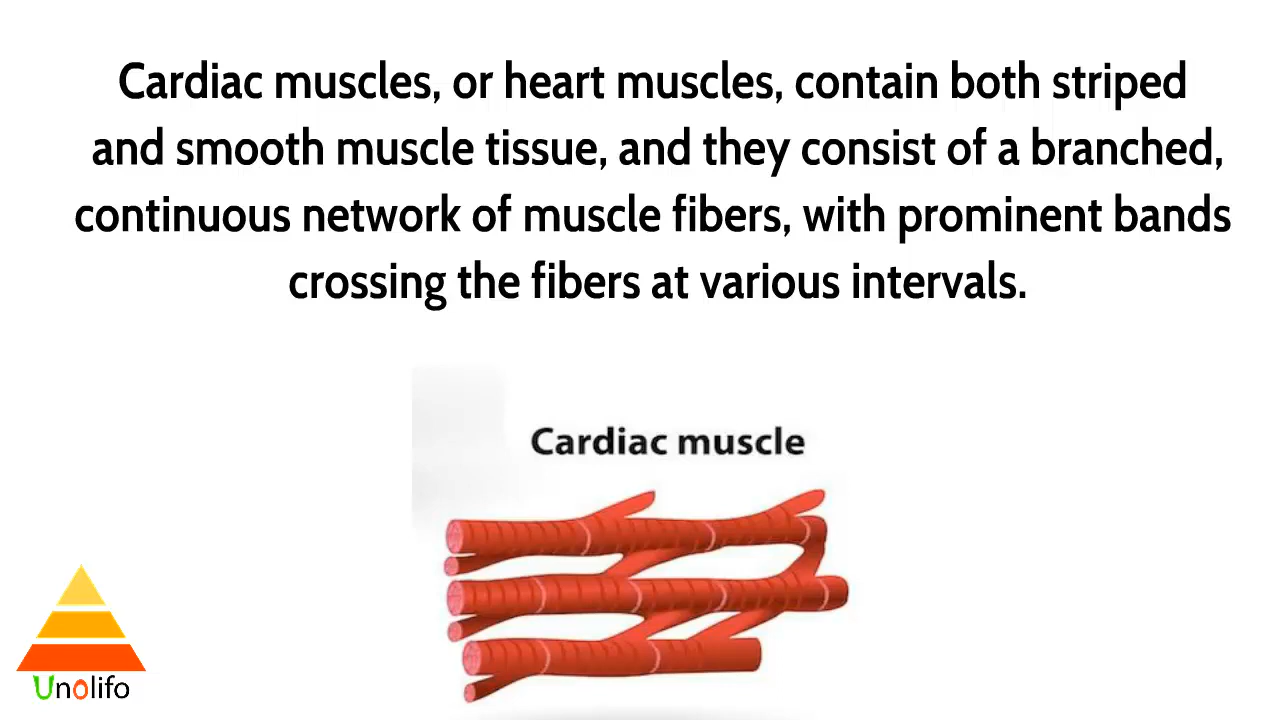 Cardiac muscles, or heart muscles, contain both striped
and smooth muscle tissue, and they consist of a branched,
continuous network of muscle fibers, with prominent bands
crossing the fibers at various intervals.
Cardiac muscle
Unolifo